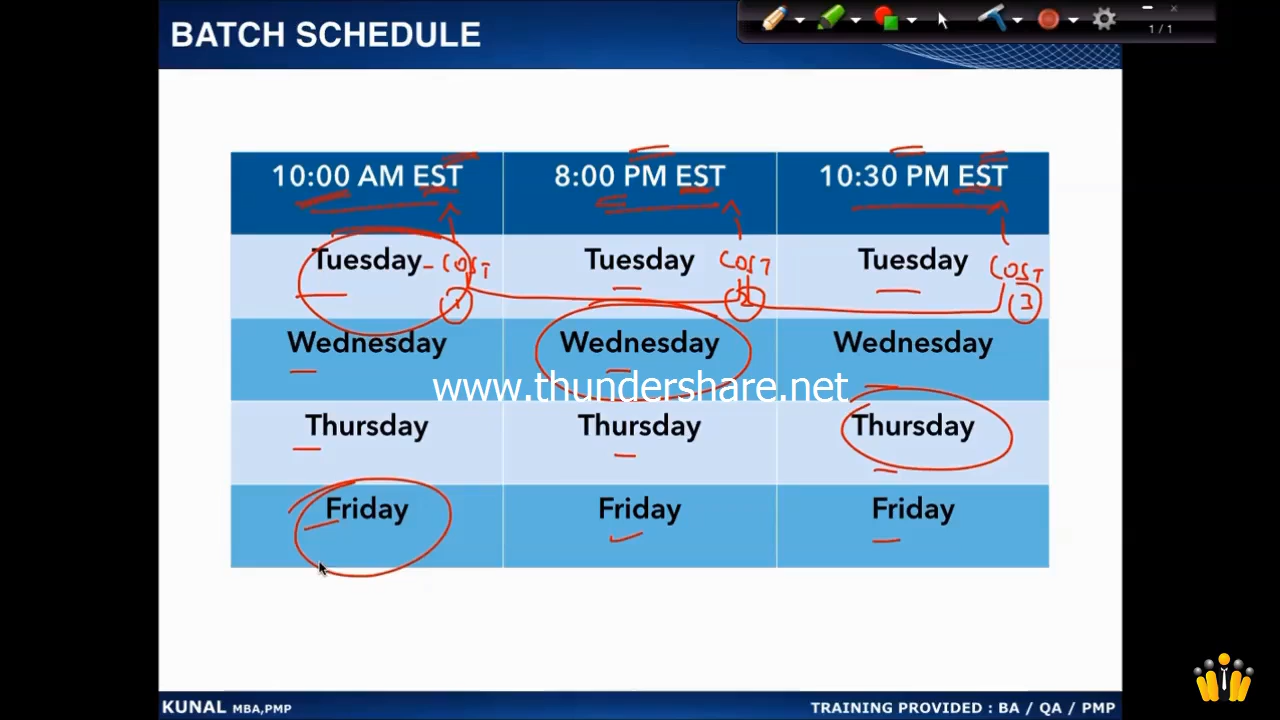 BATCH SCHEDULE
1/1
10:00 AM EST 8:00 PM EST 10:30 PM EST
Tuesday - COST Tuesday COST Tuesday COST
1 2 3
Wednesday Wednesday Wednesday
www.thundershare.net
Thursday Thursday Thursday
Friday Friday Friday
KUNAL MBA,PMP TRAINING PROVIDED : BA / QA / PMP